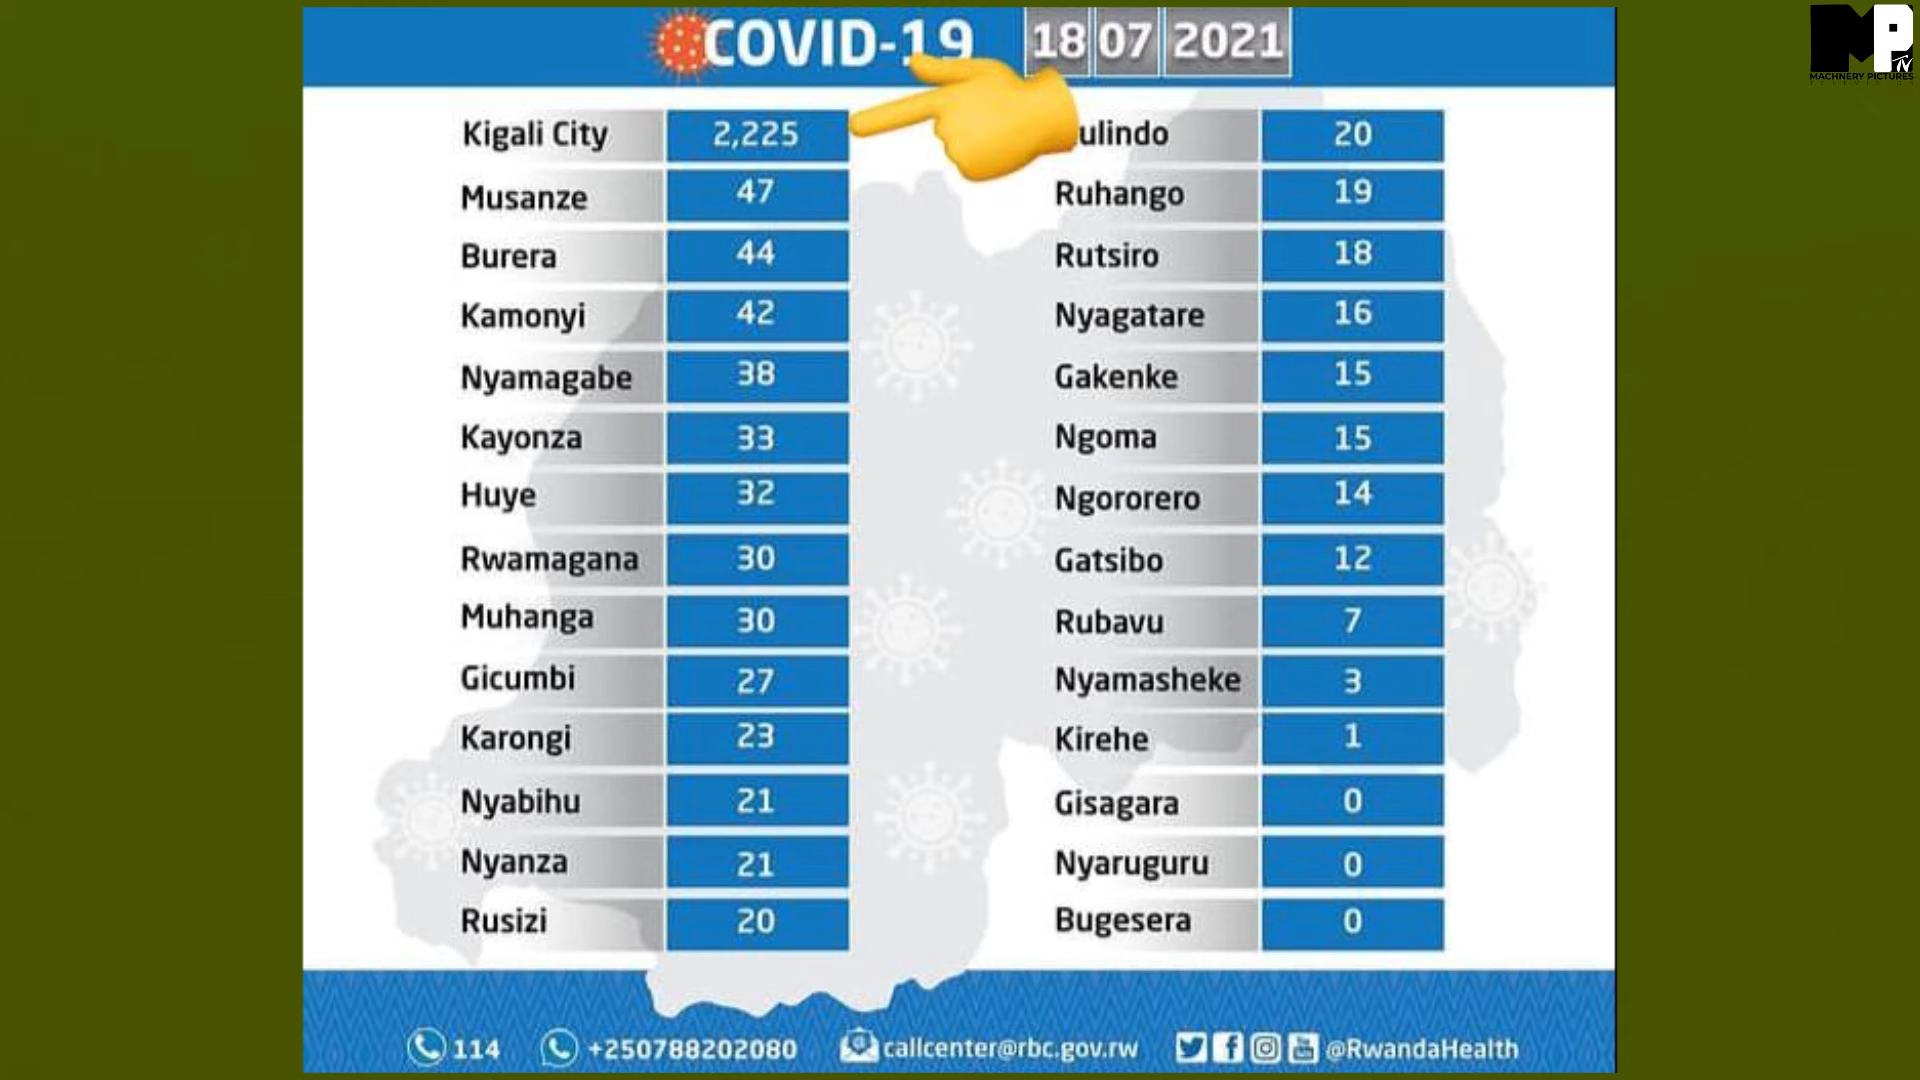 COVID-19 18 07 2021
MACHNERY PICTURES
Kigali City 2,225
Musanze 47
Burera 44
Kamonyi 42
Nyamagabe 38
Kayonza 33
Huye 32
Rwamagana 30
Muhanga 30
Gicumbi 27
Karongi 23
Nyabihu 21
Nyanza 21
Rusizi 20
ulindo 20
Ruhango 19
Rutsiro 18
Nyagatare 16
Gakenke 15
Ngoma 15
Ngororero 14
Gatsibo 12
Rubavu 7
Nyamasheke 3
Kirehe 1
Gisagara 0
Nyaruguru 0
Bugesera 0
114 +250788202080 callcenter@rbc.gov.rw @RwandaHealth